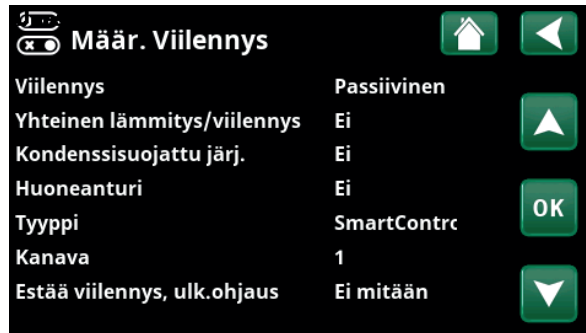 Määr. Viilennys
Viilennys Passiivinen
Yhteinen lämmitys/viilennys Ei
Kondenssisuojattu järj. Ei
Huoneanturi Ei
Tyyppi SmartContro
Kanava 1
Estää viilennys, ulk.ohjaus Ei mitään
OK